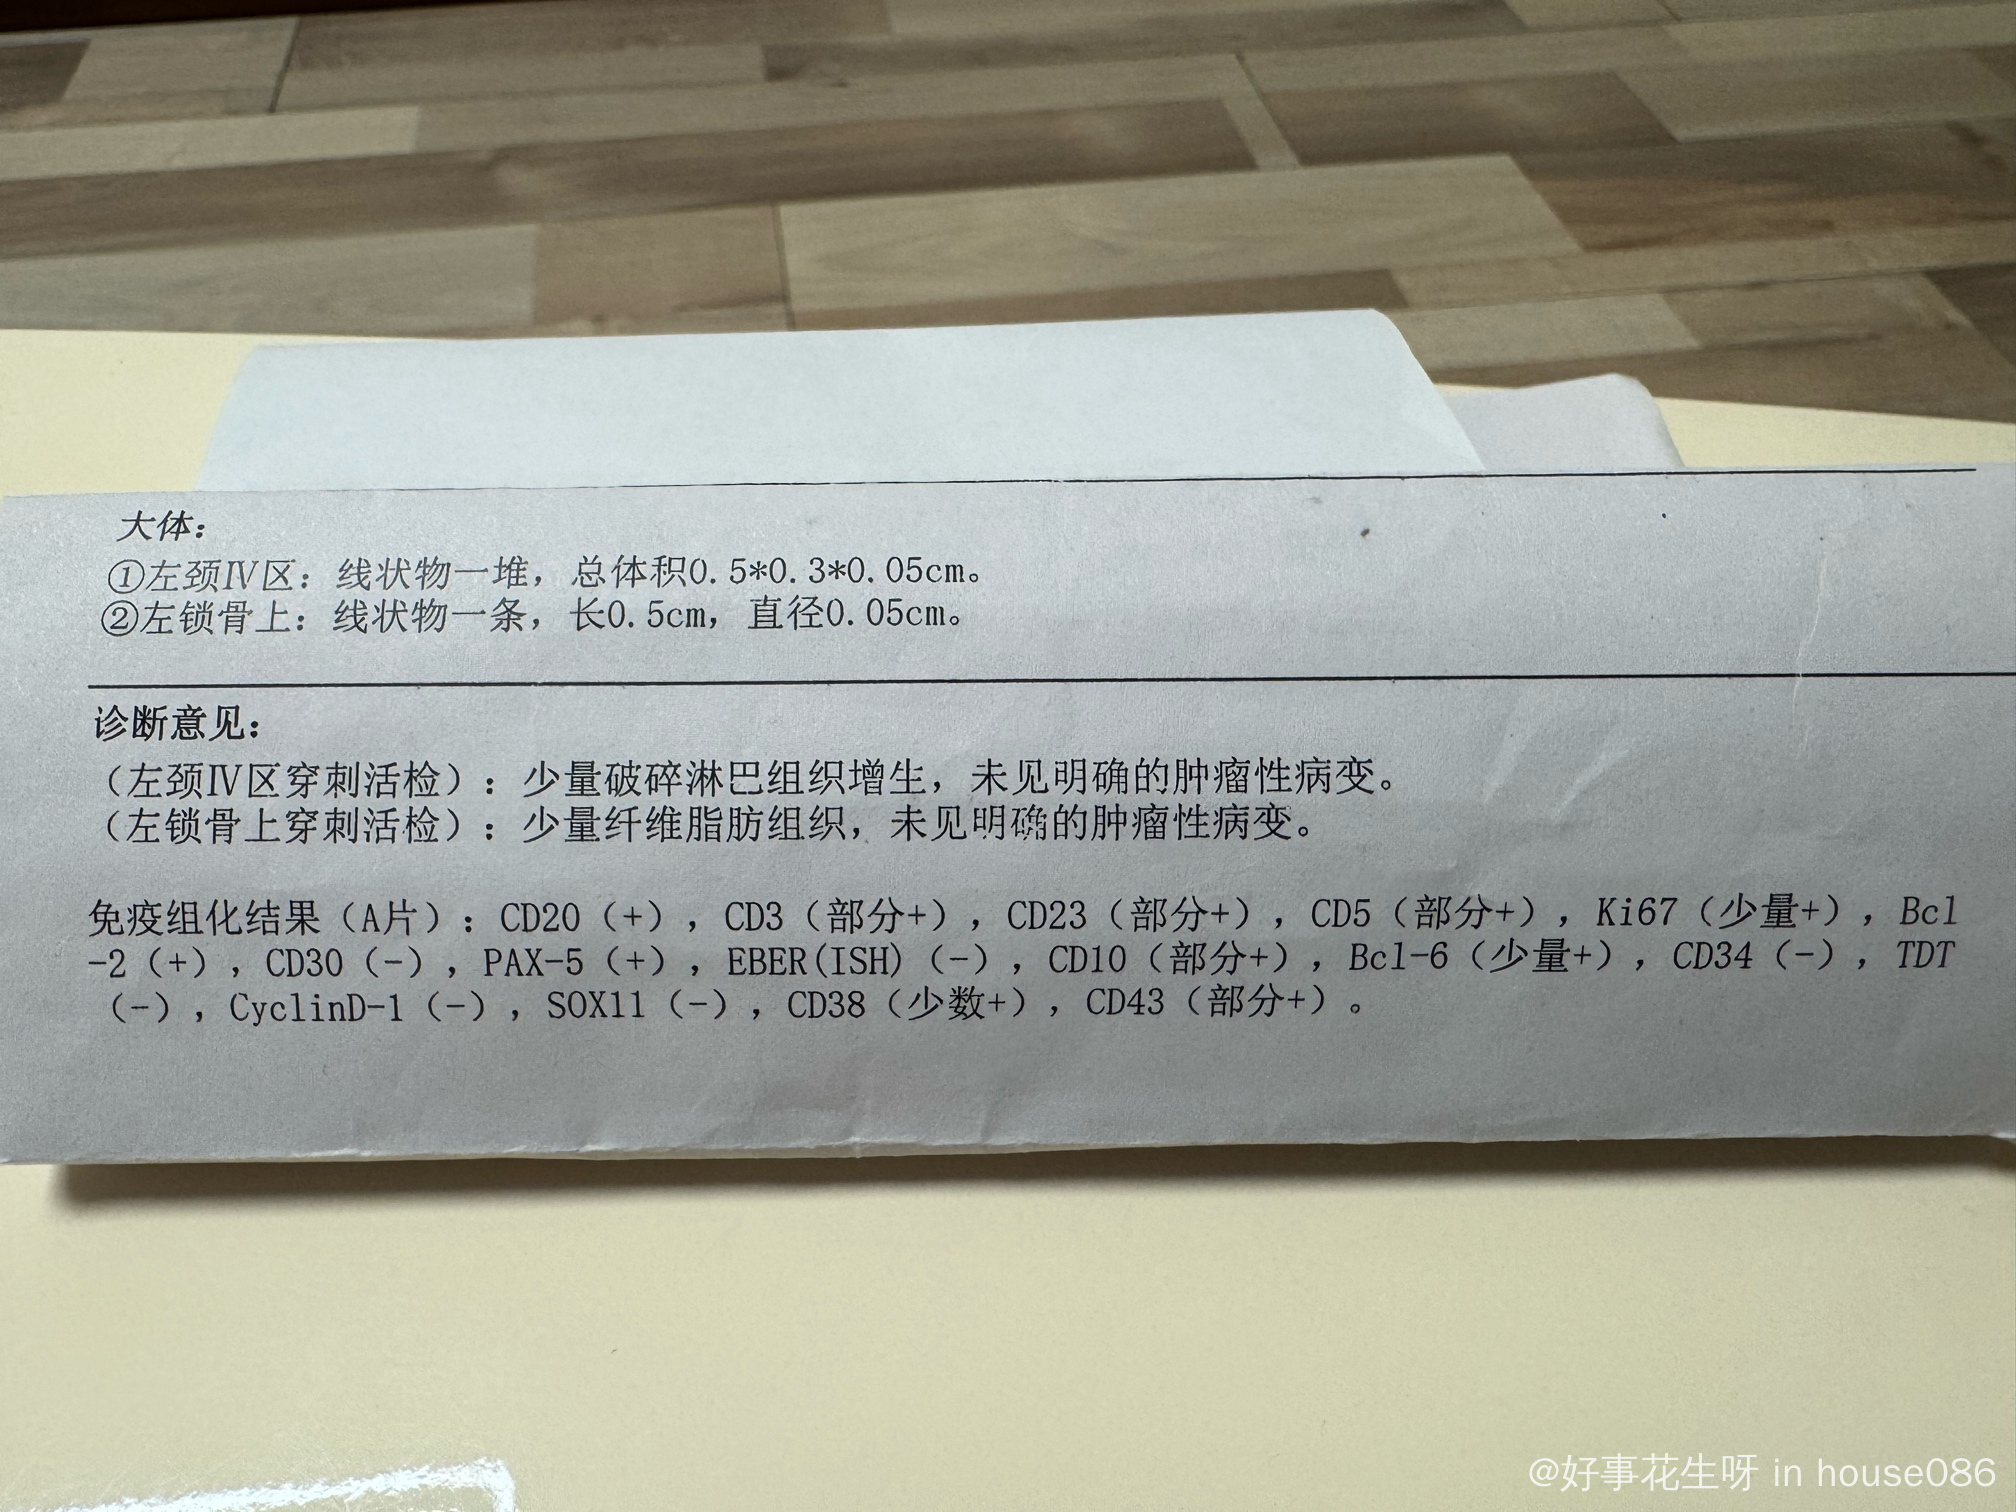 大体：
①左颈Ⅳ区：线状物一堆，总体积0.5*0.3*0.05cm。
②左锁骨上：线状物一条，长0.5cm，直径0.05cm。
诊断意见：
（左颈Ⅳ区穿刺活检）：少量破碎淋巴组织增生，未见明确的肿瘤性病变。
（左锁骨上穿刺活检）：少量纤维脂肪组织，未见明确的肿瘤性病变。
免疫组化结果（A片）：CD20（+），CD3（部分+），CD23（部分+），CD5（部分+），Ki67（少量+），Bcl
-2（+），CD30（-），PAX-5（+），EBER(ISH)（-），CD10（部分+），Bcl-6（少量+），CD34（-），TDT
（-），CyclinD-1（-），SOX11（-），CD38（少数+），CD43（部分+）。
@好事花生呀 in house086